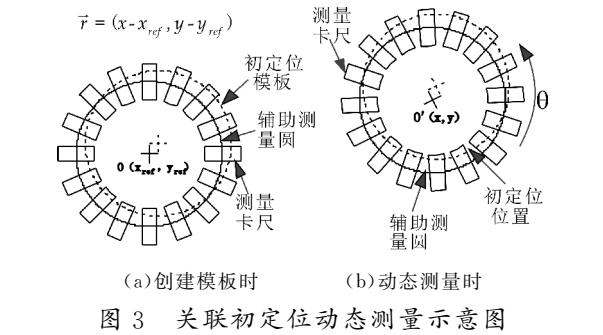 r⃗ = (x-x_ref, y-y_ref)
初定位
模板
辅助测
量圆
O (x_ref, y_ref)
测量
卡尺
(a)创建模板时
测量
卡尺
θ
O′ (x, y)
初定位
位置
辅助测
量圆
(b)动态测量时
图 3 关联初定位动态测量示意图